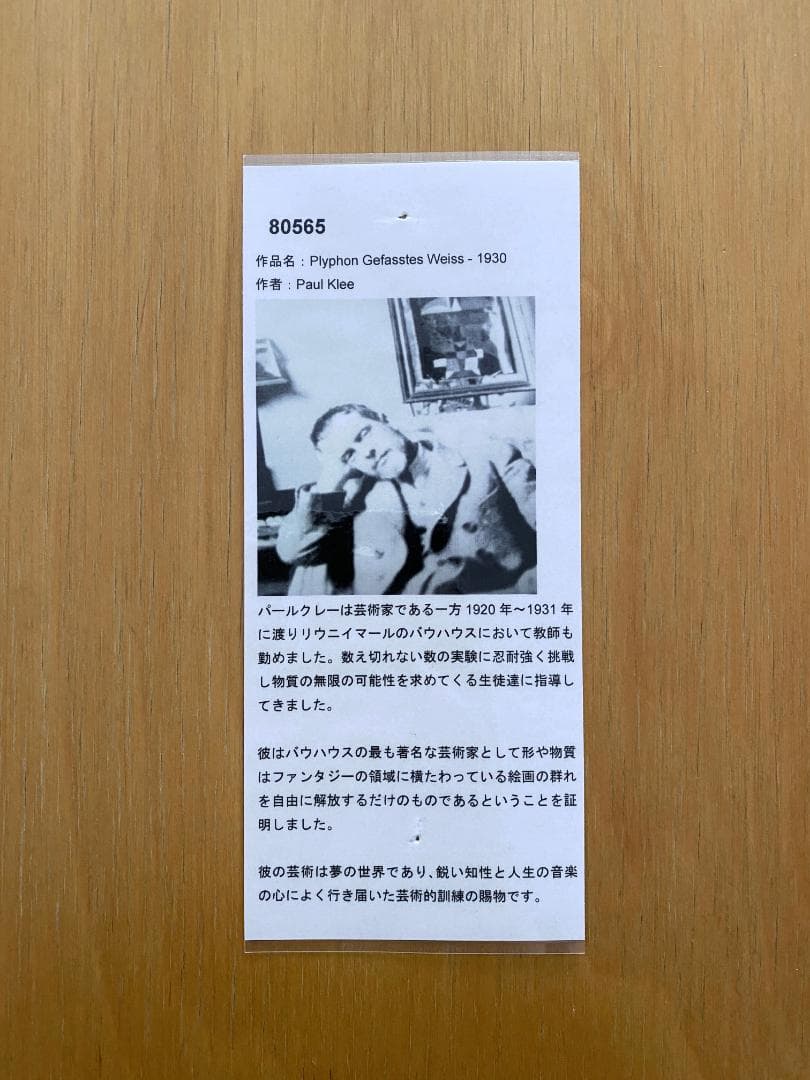 80565
作品名：Plyphon Gefasstes Weiss - 1930
作者：Paul Klee
パールクレーは芸術家である一方 1920 年～1931 年
に渡りリウニイマールのバウハウスにおいて教師も
勤めました。数え切れない数の実験に忍耐強く挑戦
し物質の無限の可能性を求めてくる生徒達に指導し
てきました。
彼はバウハウスの最も著名な芸術家として形や物質
はファンタジーの領域に横たわっている絵画の群れ
を自由に解放するだけのものであるということを証
明しました。
彼の芸術は夢の世界であり、鋭い知性と人生の音楽
の心によく行き届いた芸術的訓練の賜物です。